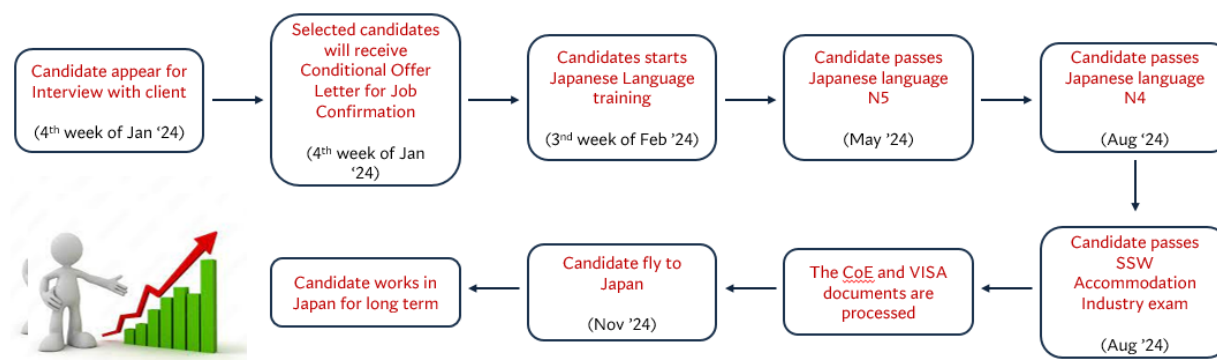 Candidate appear for
Interview with client
(4th week of Jan ‘24)
Selected candidates
will receive
Conditional Offer
Letter for Job
Confirmation
(4th week of Jan
‘24)
Candidates starts
Japanese Language
training
(3nd week of Feb ’24)
Candidate passes
Japanese language
N5
(May ’24)
Candidate passes
Japanese language
N4
(Aug ‘24)
Candidate passes
SSW
Accommodation
Industry exam
(Aug ’24)
The CoE and VISA
documents are
processed
Candidate fly to
Japan
(Nov ’24)
Candidate works in
Japan for long term